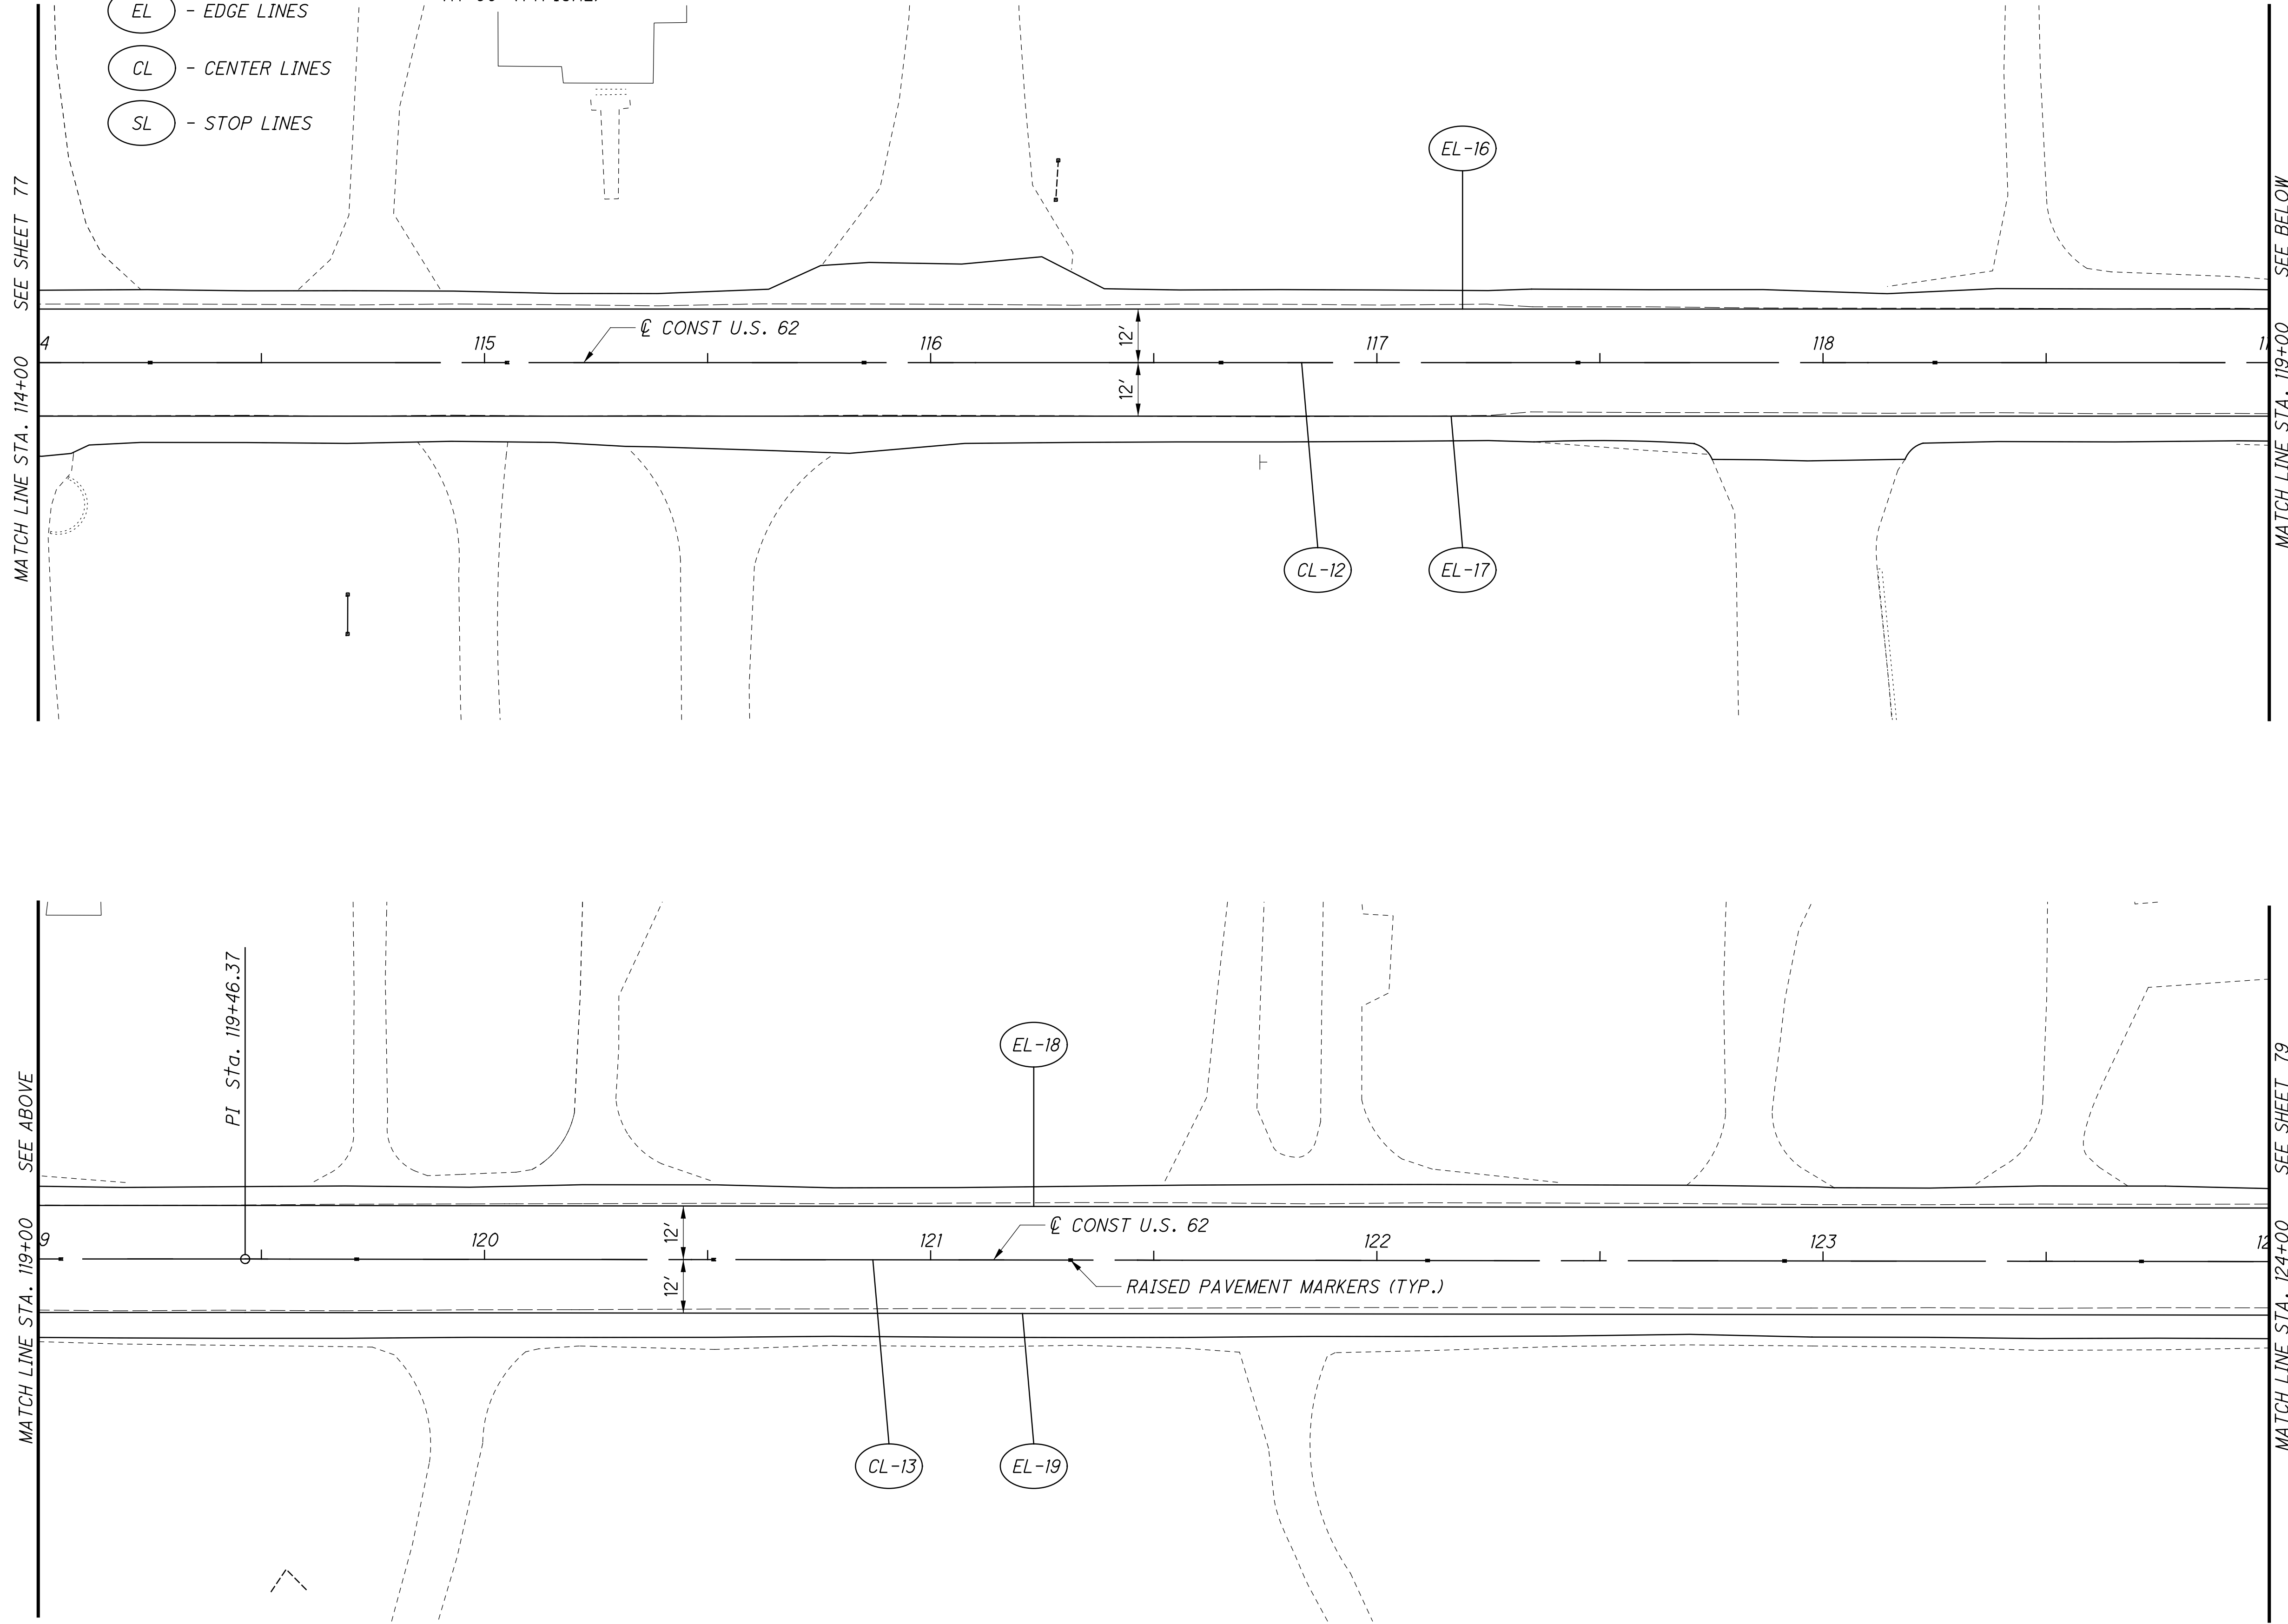 EL - EDGE LINES
CL - CENTER LINES
SL - STOP LINES
SEE SHEET 77
MATCH LINE STA. 114+00
EL-16
SEE BELOW
MATCH LINE STA. 119+00
℄ CONST U.S. 62
4
115
116
117
118
12'
12'
CL-12
EL-17
SEE ABOVE
MATCH LINE STA. 119+00
PI Sta. 119+46.37
EL-18
SEE SHEET 79
MATCH LINE STA. 124+00
℄ CONST U.S. 62
9
120
121
122
123
12'
12'
RAISED PAVEMENT MARKERS (TYP.)
CL-13
EL-19